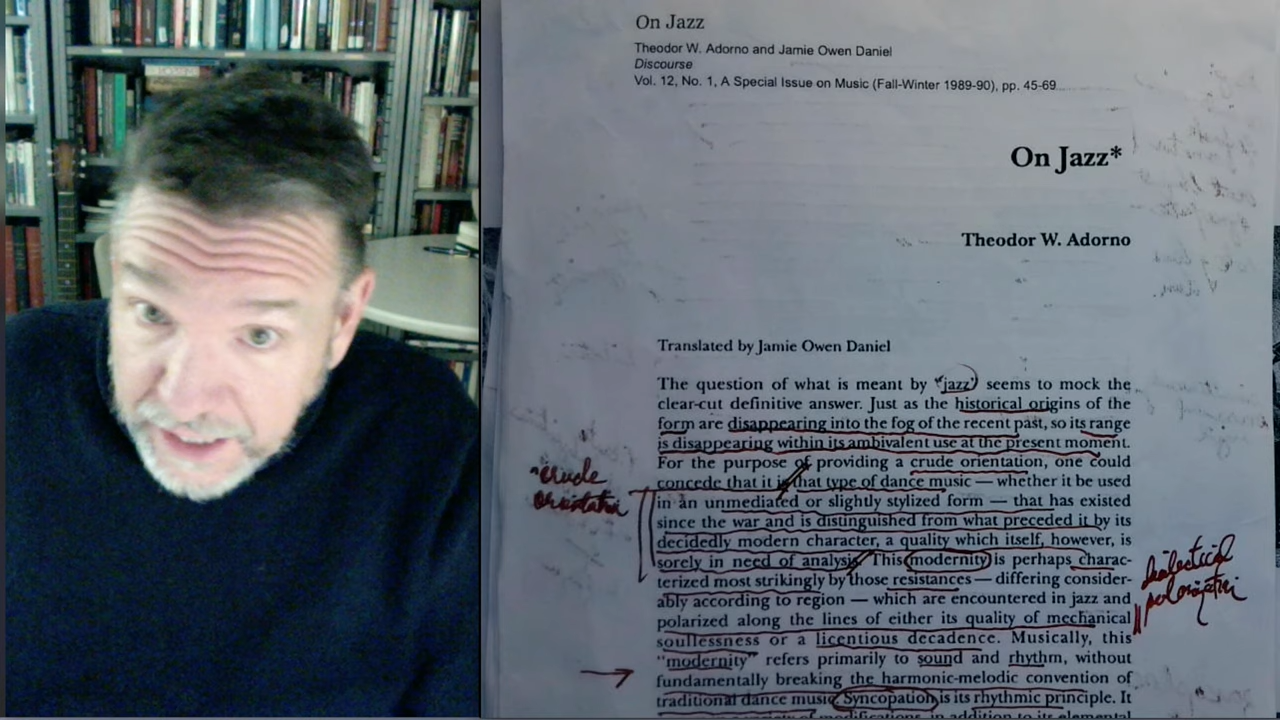 On Jazz
Theodor W. Adorno and Jamie Owen Daniel
Discourse
Vol. 12, No. 1, A Special Issue on Music (Fall-Winter 1989-90), pp. 45-69
On Jazz*
Theodor W. Adorno
Translated by Jamie Owen Daniel
The question of what is meant by "jazz" seems to mock the
clear-cut definitive answer. Just as the historical origins of the
form are disappearing into the fog of the recent past, so its range
is disappearing within its ambivalent use at the present moment.
For the purpose of providing a crude orientation, one could
concede that it is that type of dance music — whether it be used
in an unmediated or slightly stylized form — that has existed
since the war and is distinguished from what preceded it by its
decidedly modern character, a quality which itself, however, is
sorely in need of analysis. This modernity is perhaps charac-
terized most strikingly by those resistances — differing consider-
ably according to region — which are encountered in jazz and
polarized along the lines of either its quality of mechanical
soullessness or a licentious decadence. Musically, this
"modernity" refers primarily to sound and rhythm, without
fundamentally breaking the harmonic-melodic convention of
traditional dance music. Syncopation is its rhythmic principle. It
modifications, in addition to its elemental
crude
dialectical